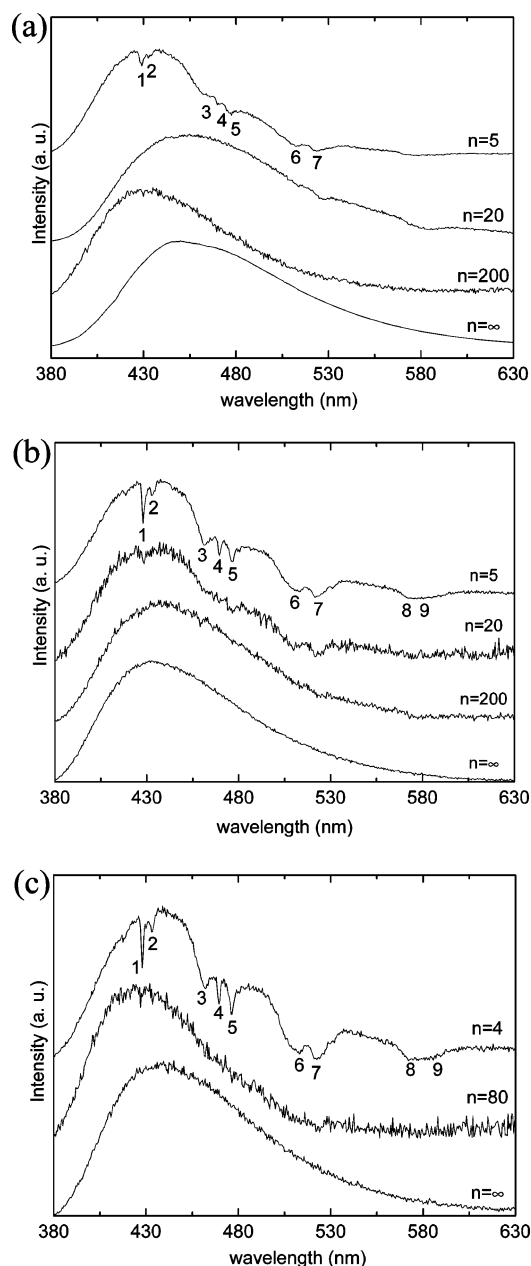 (a)
Intensity (a. u.)
1 2
3 4 5
6 7
n=5
n=20
n=200
n=∞
380 430 480 530 580 630
wavelength (nm)
(b)
Intensity (a. u.)
1 2
3 4 5
6 7
8 9
n=5
n=20
n=200
n=∞
380 430 480 530 580 630
wavelength (nm)
(c)
Intensity (a. u.)
1 2
3 4 5
6 7
8 9
n=4
n=80
n=∞
380 430 480 530 580 630
wavelength (nm)